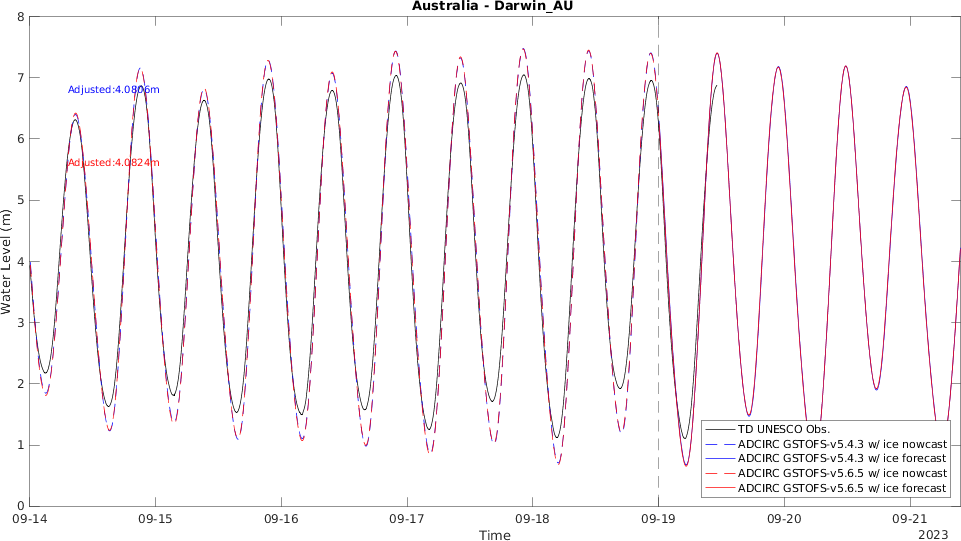 Australia - Darwin_AU
8
7
Adjusted:4.0806m
6
Adjusted:4.0824m
5
Water Level (m)
4
3
2
1
0
TD UNESCO Obs.
ADCIRC GSTOFS-v5.4.3 w/ ice nowcast
ADCIRC GSTOFS-v5.4.3 w/ ice forecast
ADCIRC GSTOFS-v5.6.5 w/ ice nowcast
ADCIRC GSTOFS-v5.6.5 w/ ice forecast
09-14 09-15 09-16 09-17 09-18 09-19 09-20 09-21
Time
2023